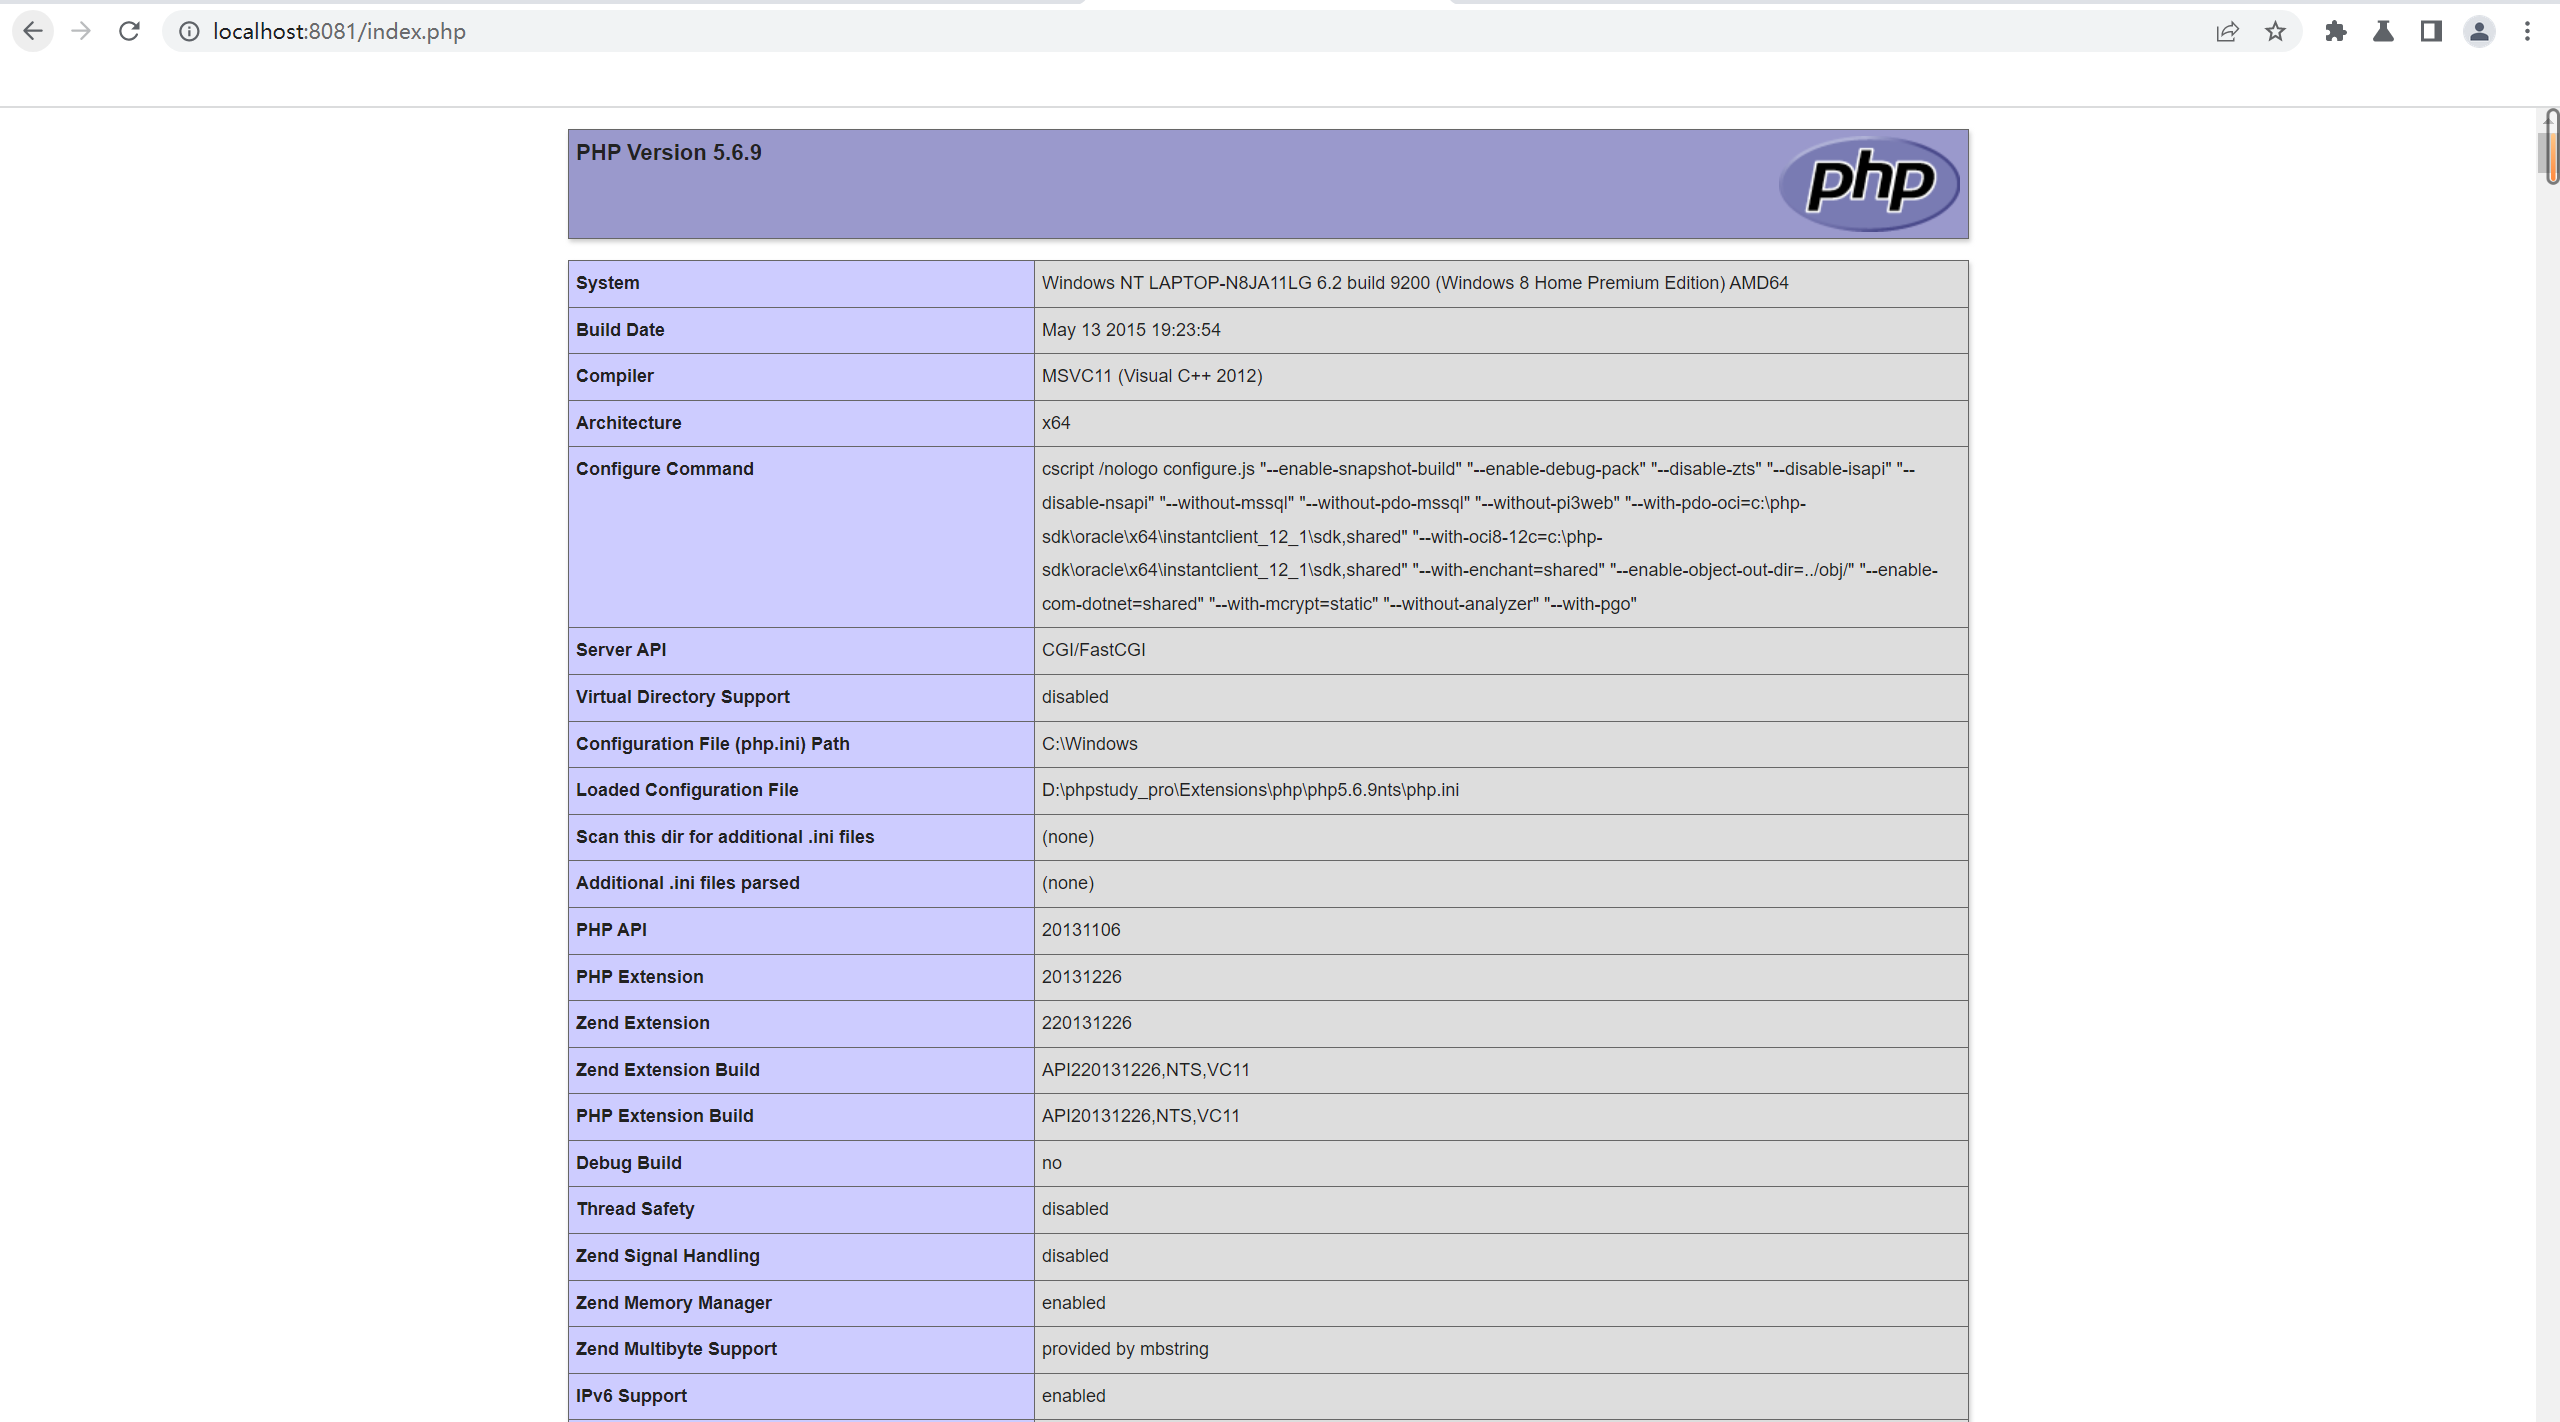 localhost:8081/index.php
PHP Version 5.6.9
php
System Windows NT LAPTOP-N8JA11LG 6.2 build 9200 (Windows 8 Home Premium Edition) AMD64
Build Date May 13 2015 19:23:54
Compiler MSVC11 (Visual C++ 2012)
Architecture x64
Configure Command cscript /nologo configure.js "--enable-snapshot-build" "--enable-debug-pack" "--disable-zts" "--disable-isapi" "--
disable-nsapi" "--without-mssql" "--without-pdo-mssql" "--without-pi3web" "--with-pdo-oci=c:\php-
sdk\oracle\x64\instantclient_12_1\sdk,shared" "--with-oci8-12c=c:\php-
sdk\oracle\x64\instantclient_12_1\sdk,shared" "--with-enchant=shared" "--enable-object-out-dir=../obj/" "--enable-
com-dotnet=shared" "--with-mcrypt=static" "--without-analyzer" "--with-pgo"
Server API CGI/FastCGI
Virtual Directory Support disabled
Configuration File (php.ini) Path C:\Windows
Loaded Configuration File D:\phpstudy_pro\Extensions\php\php5.6.9nts\php.ini
Scan this dir for additional .ini files (none)
Additional .ini files parsed (none)
PHP API 20131106
PHP Extension 20131226
Zend Extension 220131226
Zend Extension Build API220131226,NTS,VC11
PHP Extension Build API20131226,NTS,VC11
Debug Build no
Thread Safety disabled
Zend Signal Handling disabled
Zend Memory Manager enabled
Zend Multibyte Support provided by mbstring
IPv6 Support enabled